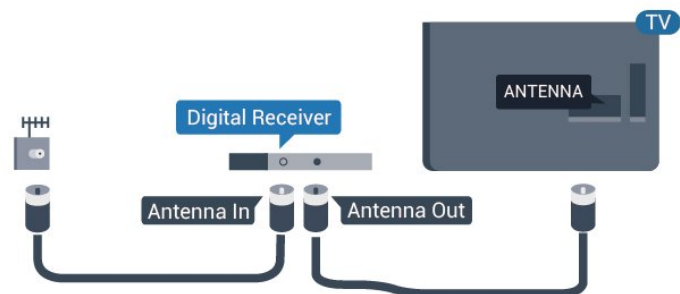 TV
ANTENNA
Digital Receiver
Antenna In
Antenna Out